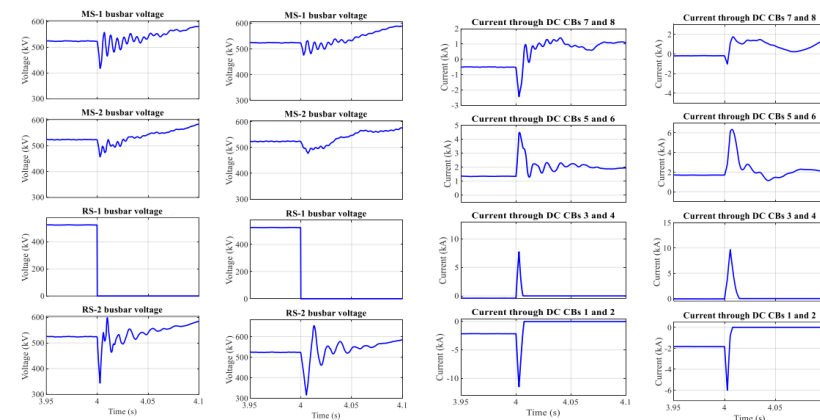 MS-1 busbar voltage
Voltage (kV)
600
500
400
300
MS-2 busbar voltage
Voltage (kV)
600
500
400
300
RS-1 busbar voltage
Voltage (kV)
400
200
0
RS-2 busbar voltage
Voltage (kV)
600
500
400
300
3.95
4
4.05
4.1
Time (s)
MS-1 busbar voltage
Voltage (kV)
600
500
400
300
MS-2 busbar voltage
Voltage (kV)
600
500
400
300
RS-1 busbar voltage
Voltage (kV)
400
200
0
RS-2 busbar voltage
Voltage (kV)
600
500
400
300
3.95
4
4.05
4.1
Time (s)
Current through DC CBs 7 and 8
Current (kA)
2
1
0
-1
-2
-3
Current through DC CBs 5 and 6
Current (kA)
5
4
3
2
1
0
Current through DC CBs 3 and 4
Current (kA)
10
5
0
Current through DC CBs 1 and 2
Current (kA)
0
-5
-10
3.95
4
4.05
4.1
Time (s)
Current through DC CBs 7 and 8
Current (kA)
2
0
-2
-4
Current through DC CBs 5 and 6
Current (kA)
6
4
2
0
Current through DC CBs 3 and 4
Current (kA)
15
10
5
0
Current through DC CBs 1 and 2
Current (kA)
0
-2
-4
-6
3.95
4
4.05
Time (s)